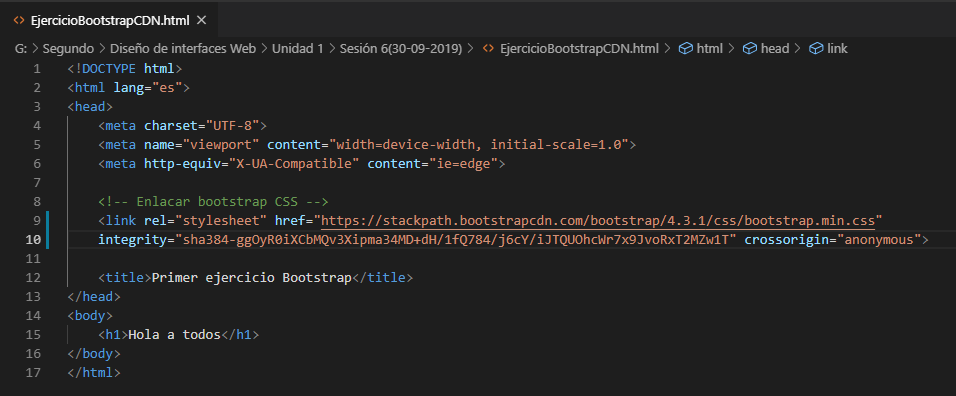 EjercicioBootstrapCDN.html
G: > Segundo > Diseño de interfaces Web > Unidad 1 > Sesión 6(30-09-2019) > EjercicioBootstrapCDN.html > html > head > link
1 <!DOCTYPE html>
2 <html lang="es">
3 <head>
4 <meta charset="UTF-8">
5 <meta name="viewport" content="width=device-width, initial-scale=1.0">
6 <meta http-equiv="X-UA-Compatible" content="ie=edge">
7
8 <!-- Enlacar bootstrap CSS -->
9 <link rel="stylesheet" href="https://stackpath.bootstrapcdn.com/bootstrap/4.3.1/css/bootstrap.min.css"
10 integrity="sha384-ggOyR0iXCbMQv3Xipma34MD+dH/1fQ784/j6cY/iJTQUOhcWr7x9JvoRxT2MZw1T" crossorigin="anonymous">
11
12 <title>Primer ejercicio Bootstrap</title>
13 </head>
14 <body>
15 <h1>Hola a todos</h1>
16 </body>
17 </html>